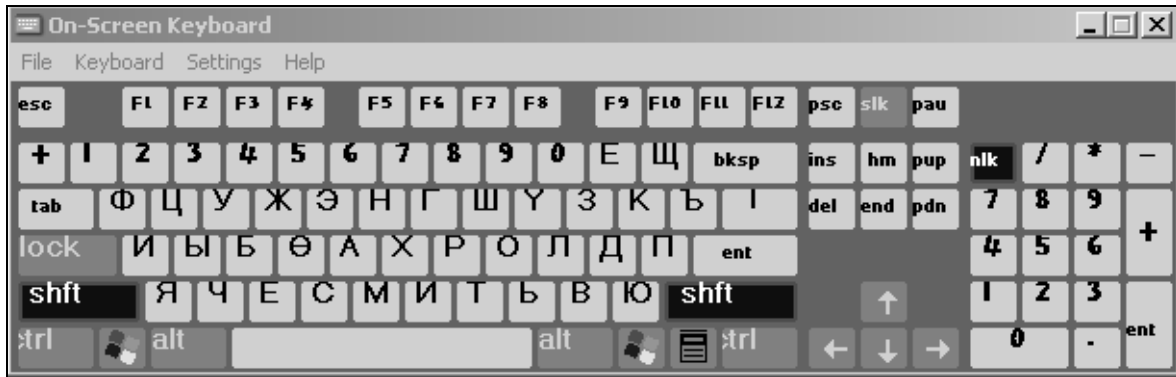 On-Screen Keyboard
File Keyboard Settings Help
esc F1 F2 F3 F4 F5 F6 F7 F8 F9 F10 F11 F12 psc slk pau
+ 1 2 3 4 5 6 7 8 9 0 Е Щ bksp ins hm pup nlk / * –
tab Ф Ц У Ж Э Н Г Ш Ү З К Ъ | del end pdn 7 8 9 +
lock И Ы Б Ө А Х Р О Л Д П ent 4 5 6
shft Я Ч Е С М И Т Ь В Ю shft ↑ 1 2 3 ent
ctrl alt alt ctrl ← ↓ → 0 .